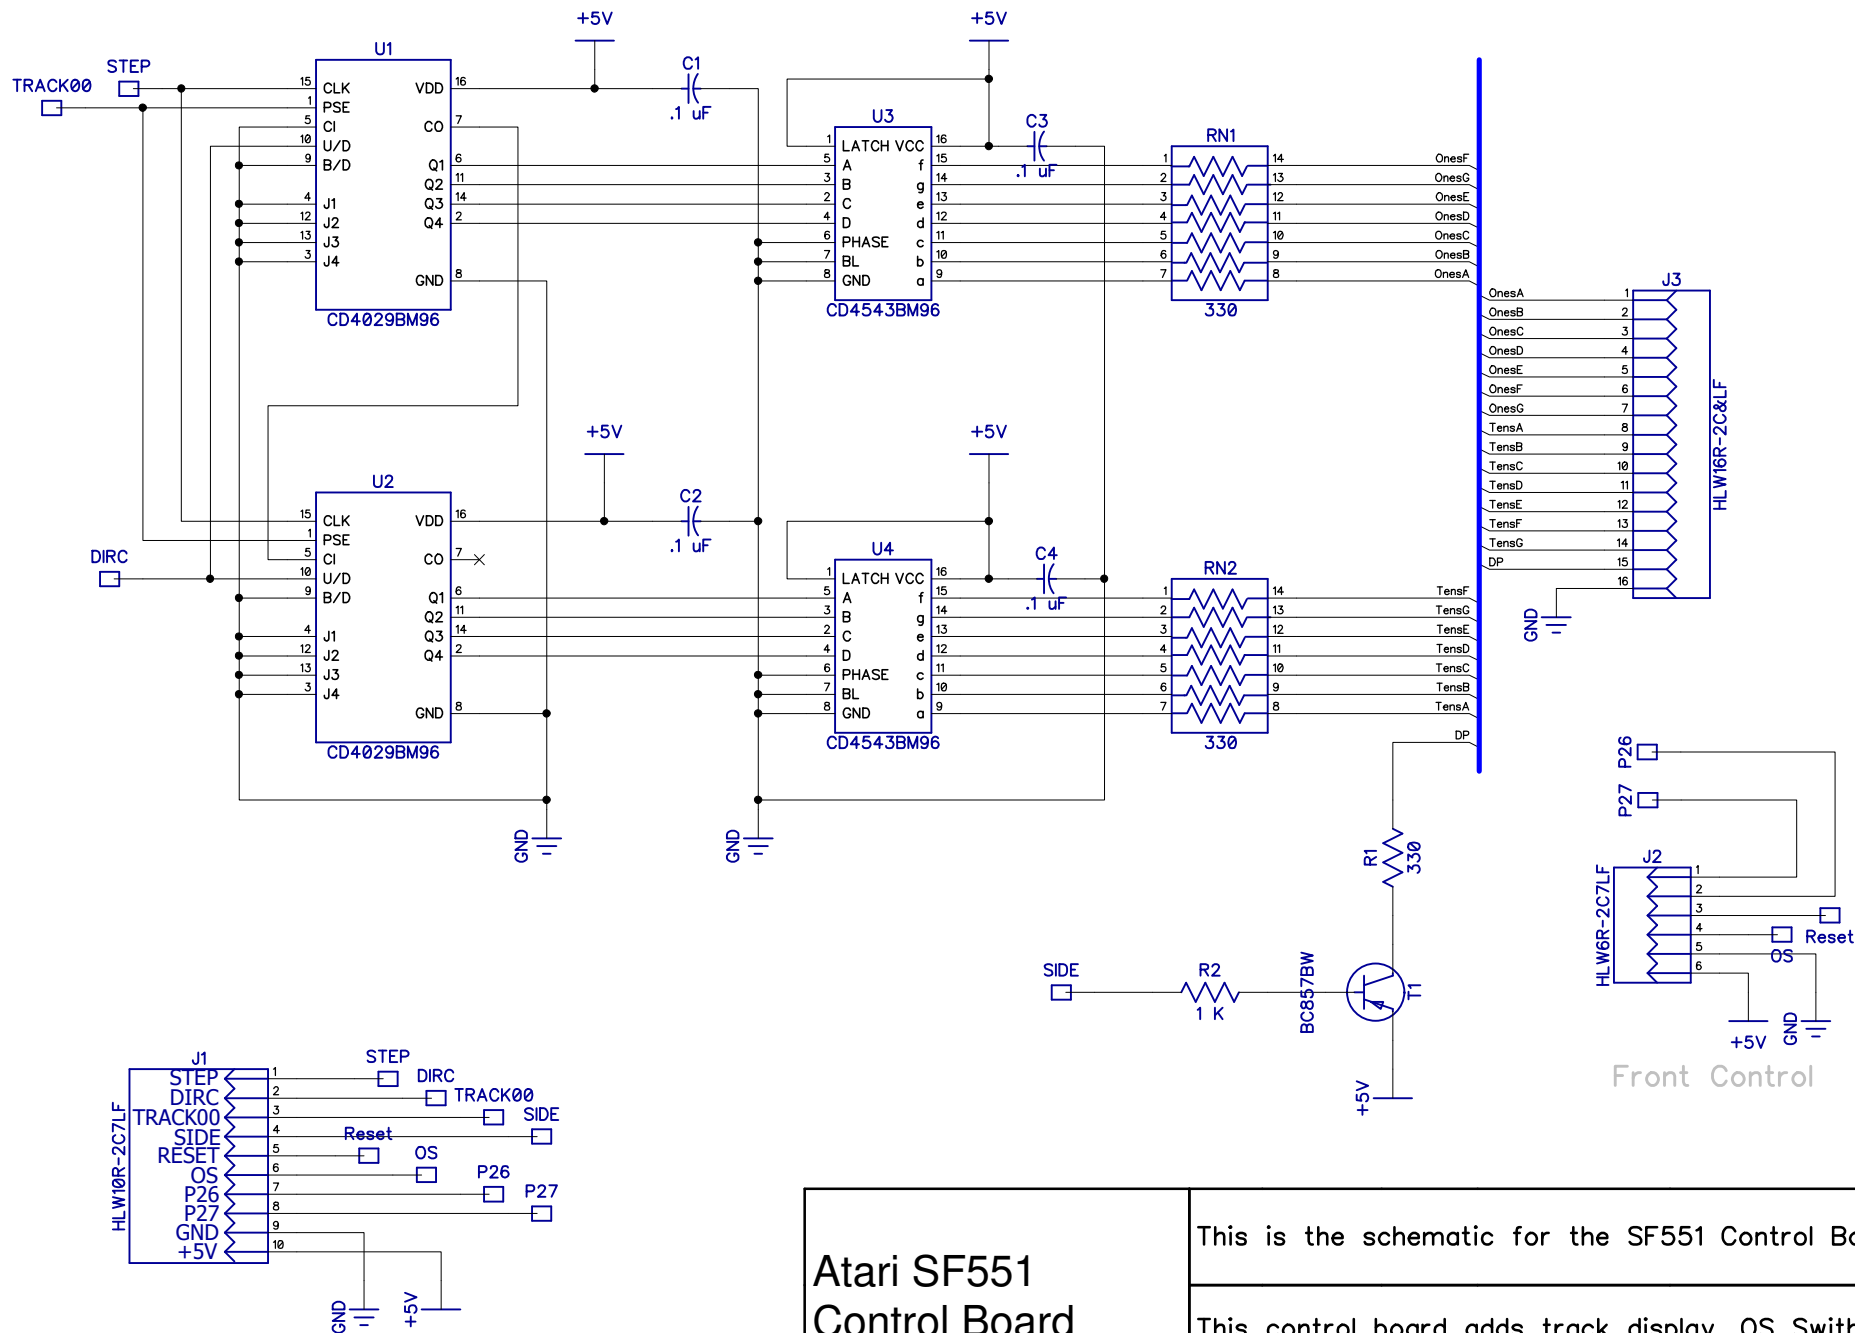 +5V
+5V
U1
STEP
TRACK00
C1
.1 uF
15 CLK VDD 16
1 PSE
5 CI CO 7
10 U/D
9 B/D Q1 6
Q2 11
4 J1 Q3 14
12 J2 Q4 2
13 J3
3 J4
GND 8
CD4029BM96
U3
C3
.1 uF
1 LATCH VCC 16
5 A f 15
3 B g 14
2 C e 13
4 D d 12
6 PHASE c 11
7 BL b 10
8 GND a 9
CD4543BM96
RN1
1 14 OnesF
2 13 OnesG
3 12 OnesE
4 11 OnesD
5 10 OnesC
6 9 OnesB
7 8 OnesA
330
J3
OnesA 1
OnesB 2
OnesC 3
OnesD 4
OnesE 5
OnesF 6
OnesG 7
TensA 8
TensB 9
TensC 10
TensD 11
TensE 12
TensF 13
TensG 14
DP 15
16
HLW16R-2C&LF
GND
+5V
+5V
U2
C2
.1 uF
DIRC
15 CLK VDD 16
1 PSE
5 CI CO 7
10 U/D
9 B/D Q1 6
Q2 11
4 J1 Q3 14
12 J2 Q4 2
13 J3
3 J4
GND 8
CD4029BM96
U4
C4
.1 uF
1 LATCH VCC 16
5 A f 15
3 B g 14
2 C e 13
4 D d 12
6 PHASE c 11
7 BL b 10
8 GND a 9
CD4543BM96
RN2
1 14 TensF
2 13 TensG
3 12 TensE
4 11 TensD
5 10 TensC
6 9 TensB
7 8 TensA
330
DP
GND
GND
R1
330
P26
P27
J2
1
2
3
4
5
6
HLW6R-2C7LF
Reset
OS
+5V
GND
Front Control
SIDE
R2
1 K
BC857BW
T1
+5V
J1
STEP 1 STEP
DIRC 2 DIRC
TRACK00 3 TRACK00
SIDE 4 SIDE
RESET 5 Reset
OS 6 OS
P26 7 P26
P27 8 P27
GND 9
+5V 10
HLW10R-2C7LF
GND
+5V
Atari SF551
Control Board
This is the schematic for the SF551 Control Bo
This control board adds track display, OS Swith